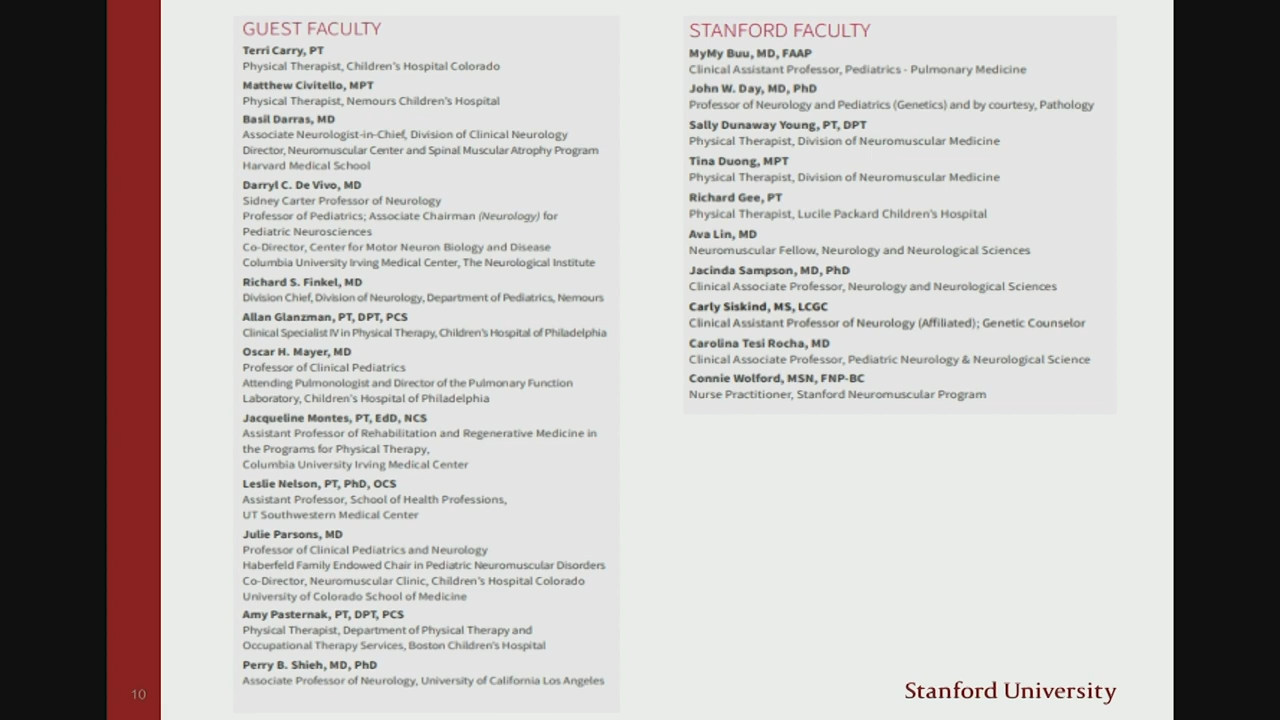 GUEST FACULTY
Terri Carry, PT
Physical Therapist, Children's Hospital Colorado
Matthew Civitello, MPT
Physical Therapist, Nemours Children's Hospital
Basil Darras, MD
Associate Neurologist-in-Chief, Division of Clinical Neurology
Director, Neuromuscular Center and Spinal Muscular Atrophy Program
Harvard Medical School
Darryl C. De Vivo, MD
Sidney Carter Professor of Neurology
Professor of Pediatrics; Associate Chairman (Neurology) for
Pediatric Neurosciences
Co-Director, Center for Motor Neuron Biology and Disease
Columbia University Irving Medical Center, The Neurological Institute
Richard S. Finkel, MD
Division Chief, Division of Neurology, Department of Pediatrics, Nemours
Allan Glanzman, PT, DPT, PCS
Clinical Specialist IV in Physical Therapy, Children's Hospital of Philadelphia
Oscar H. Mayer, MD
Professor of Clinical Pediatrics
Attending Pulmonologist and Director of the Pulmonary Function
Laboratory, Children's Hospital of Philadelphia
Jacqueline Montes, PT, EdD, NCS
Assistant Professor of Rehabilitation and Regenerative Medicine in
the Programs for Physical Therapy,
Columbia University Irving Medical Center
Leslie Nelson, PT, PhD, OCS
Assistant Professor, School of Health Professions,
UT Southwestern Medical Center
Julie Parsons, MD
Professor of Clinical Pediatrics and Neurology
Haberfeld Family Endowed Chair in Pediatric Neuromuscular Disorders
Co-Director, Neuromuscular Clinic, Children's Hospital Colorado
University of Colorado School of Medicine
Amy Pasternak, PT, DPT, PCS
Physical Therapist, Department of Physical Therapy and
Occupational Therapy Services, Boston Children's Hospital
Perry B. Shieh, MD, PhD
Associate Professor of Neurology, University of California Los Angeles
STANFORD FACULTY
MyMy Buu, MD, FAAP
Clinical Assistant Professor, Pediatrics - Pulmonary Medicine
John W. Day, MD, PhD
Professor of Neurology and Pediatrics (Genetics) and by courtesy, Pathology
Sally Dunaway Young, PT, DPT
Physical Therapist, Division of Neuromuscular Medicine
Tina Duong, MPT
Physical Therapist, Division of Neuromuscular Medicine
Richard Gee, PT
Physical Therapist, Lucile Packard Children's Hospital
Ava Lin, MD
Neuromuscular Fellow, Neurology and Neurological Sciences
Jacinda Sampson, MD, PhD
Clinical Associate Professor, Neurology and Neurological Sciences
Carly Siskind, MS, LCGC
Clinical Assistant Professor of Neurology (Affiliated); Genetic Counselor
Carolina Tesi Rocha, MD
Clinical Associate Professor, Pediatric Neurology & Neurological Science
Connie Wolford, MSN, FNP-BC
Nurse Practitioner, Stanford Neuromuscular Program
10
Stanford University